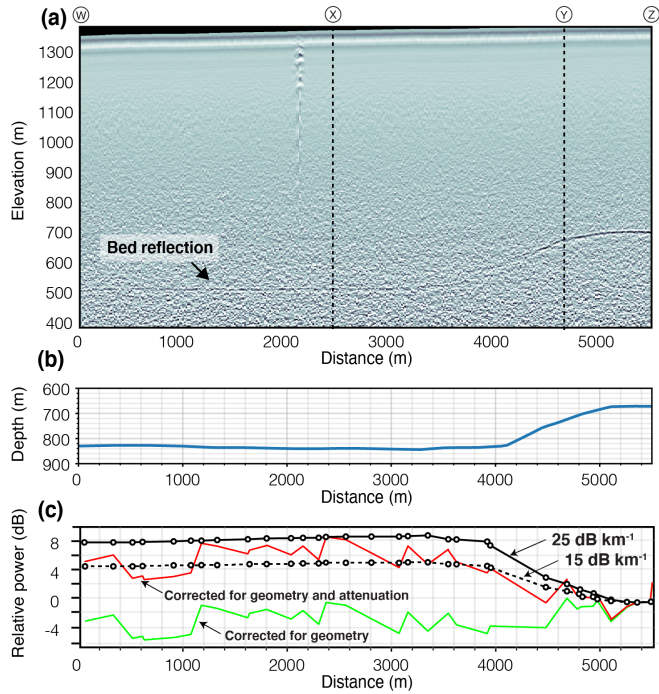 (a) W X Y Z
1300
1200
1100
1000
900
800
700
600
500
400
Elevation (m)
Bed reflection
0 1000 2000 3000 4000 5000
Distance (m)
(b)
600
700
800
900
Depth (m)
0 1000 2000 3000 4000 5000
Distance (m)
(c)
8
4
0
-4
Relative power (dB)
25 dB km⁻¹
15 dB km⁻¹
Corrected for geometry and attenuation
Corrected for geometry
0 1000 2000 3000 4000 5000
Distance (m)